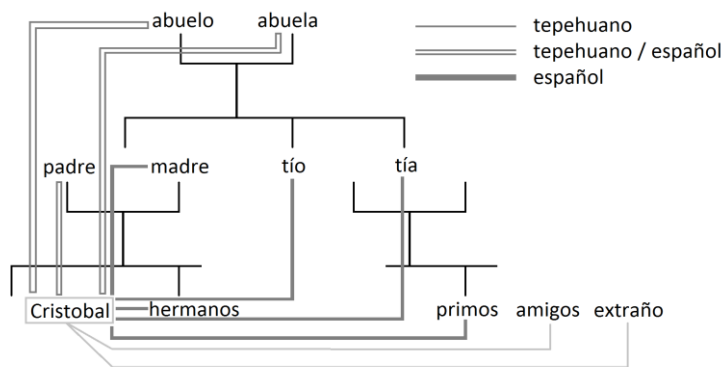 abuelo abuela
tepehuano
tepehuano / español
español
padre madre tío tía
Cristobal hermanos primos amigos extraño